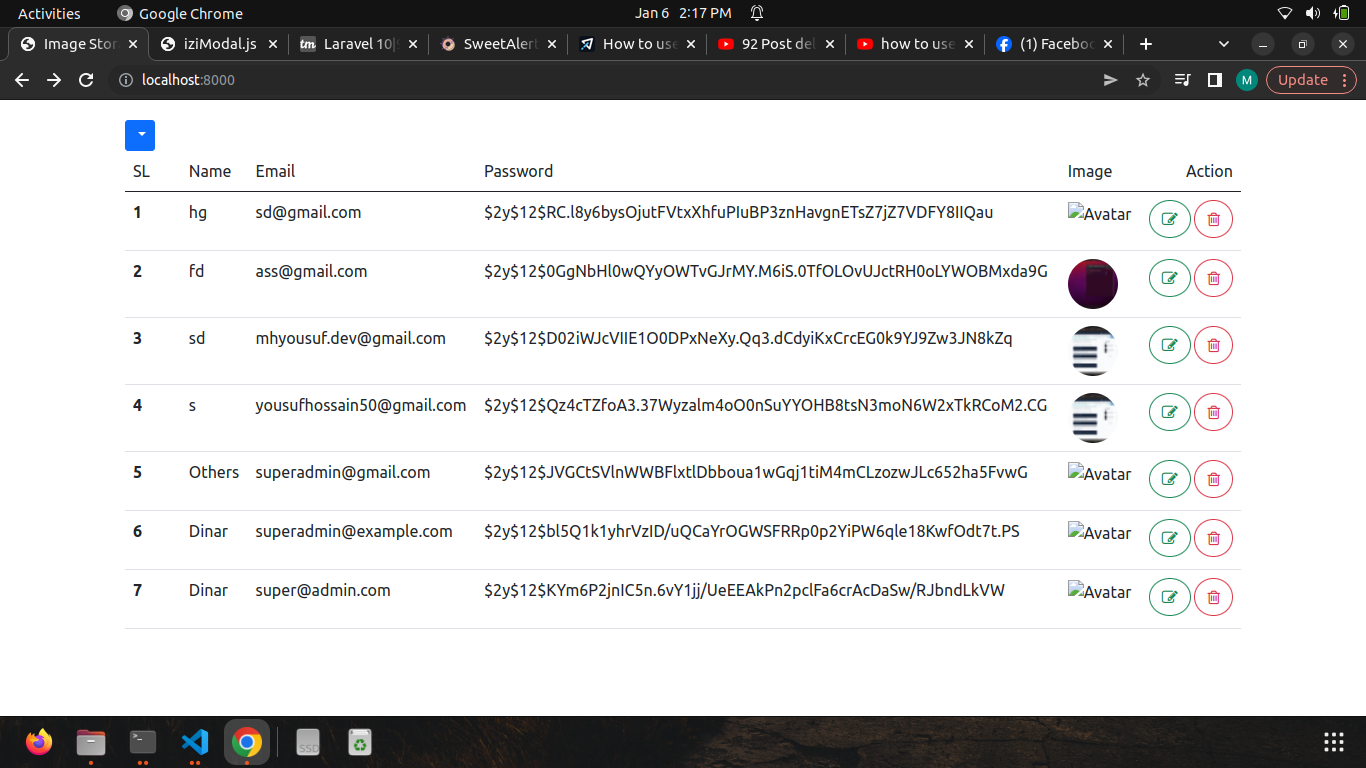 Activities Google Chrome Jan 6 2:17 PM
Image Stor iziModal.js Laravel 10|S SweetAlert How to use 92 Post del how to use (1) Faceboo
localhost:8000 M Update
SL Name Email Password Image Action
1 hg sd@gmail.com $2y$12$RC.l8y6bysOjutFVtxXhfuPIuBP3znHavgnETsZ7jZ7VDFY8IIQau Avatar
2 fd ass@gmail.com $2y$12$0GgNbHl0wQYyOWTvGJrMY.M6iS.0TfOLOvUJctRH0oLYWOBMxda9G
3 sd mhyousuf.dev@gmail.com $2y$12$D02iWJcVIIE1O0DPxNeXy.Qq3.dCdyiKxCrcEG0k9YJ9Zw3JN8kZq
4 s yousufhossain50@gmail.com $2y$12$Qz4cTZfoA3.37Wyzalm4oO0nSuYYOHB8tsN3moN6W2xTkRCoM2.CG
5 Others superadmin@gmail.com $2y$12$JVGCtSVlnWWBFlxtlDbboua1wGqj1tiM4mCLzozwJLc652ha5FvwG Avatar
6 Dinar superadmin@example.com $2y$12$bl5Q1k1yhrVzID/uQCaYrOGWSFRRp0p2YiPW6qle18KwfOdt7t.PS Avatar
7 Dinar super@admin.com $2y$12$KYm6P2jnIC5n.6vY1jj/UeEEAkPn2pclFa6crAcDaSw/RJbndLkVW Avatar
SSD